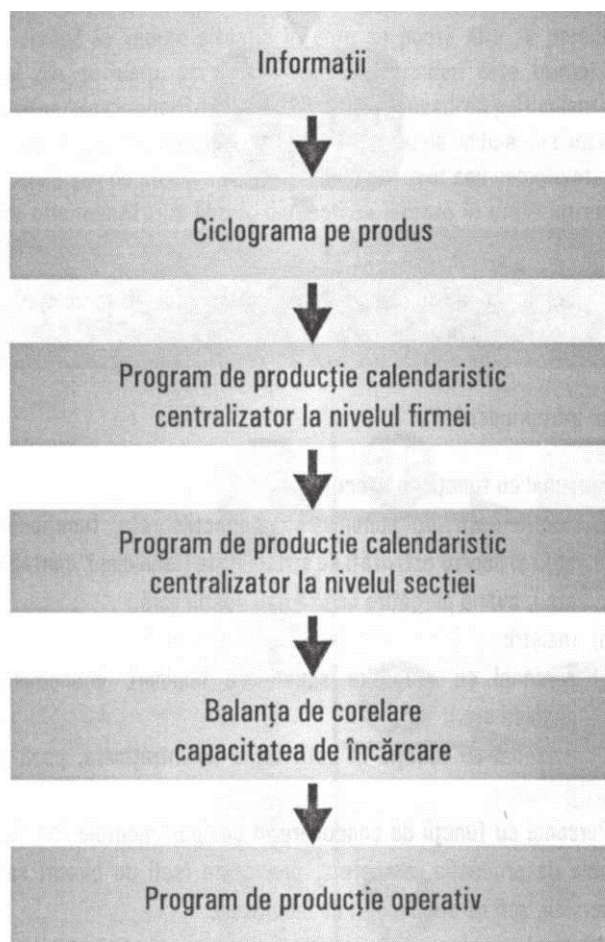 Informații
Ciclograma pe produs
Program de producție calendaristic
centralizator la nivelul firmei
Program de producție calendaristic
centralizator la nivelul secției
Balanța de corelare
capacitatea de încărcare
Program de producție operativ